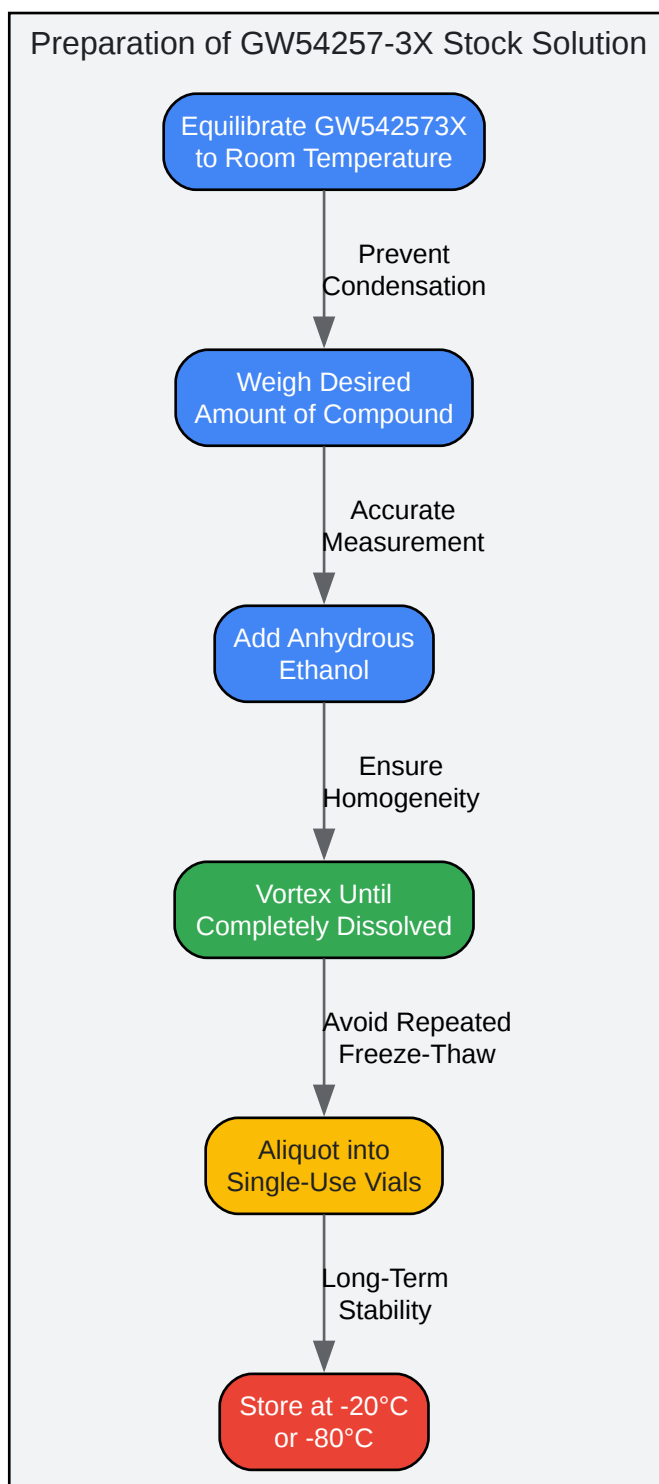 Preparation of GW54257-3X Stock Solution
Equilibrate GW542573X
to Room Temperature
Prevent
Condensation
Weigh Desired
Amount of Compound
Accurate
Measurement
Add Anhydrous
Ethanol
Ensure
Homogeneity
Vortex Until
Completely Dissolved
Avoid Repeated
Freeze-Thaw
Aliquot into
Single-Use Vials
Long-Term
Stability
Store at -20°C
or -80°C